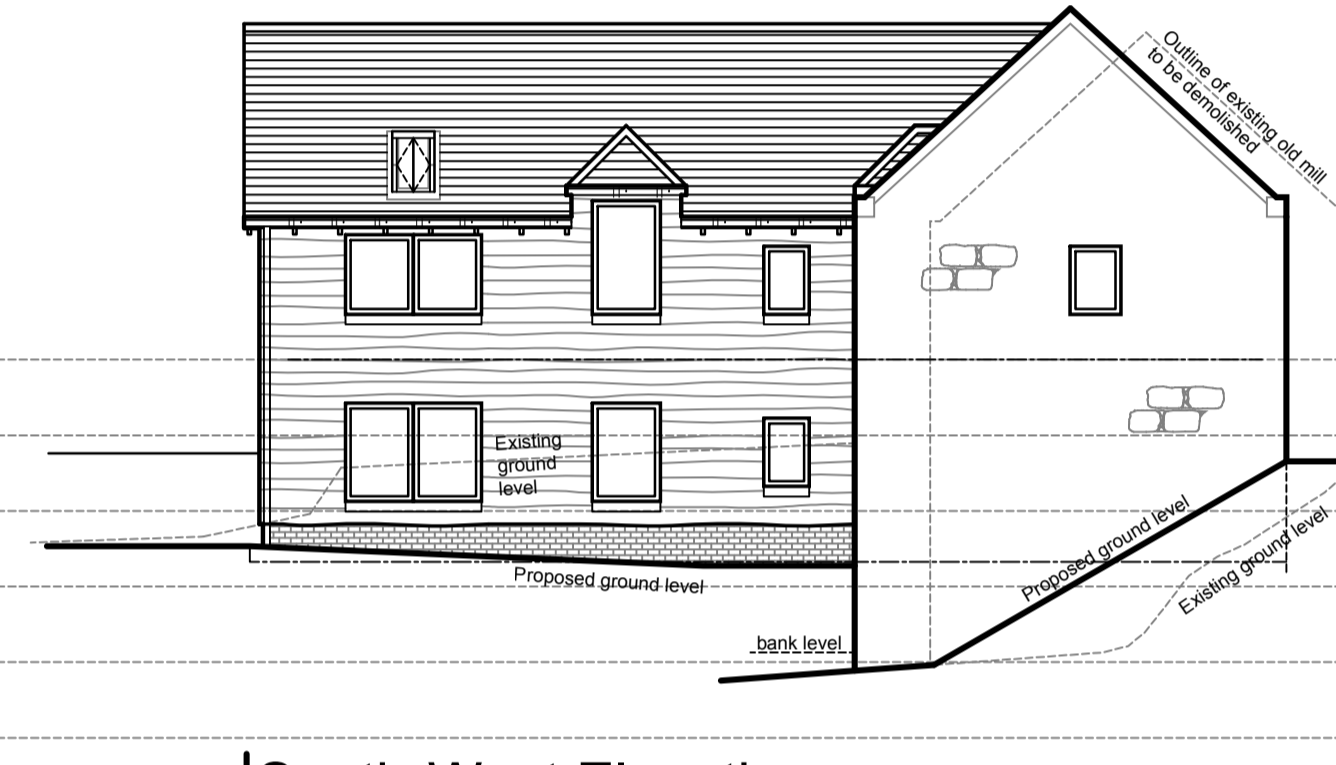 Outline of existing old mill
to be demolished
Existing
ground
level
Proposed ground level
Proposed ground level
Existing ground level
bank level